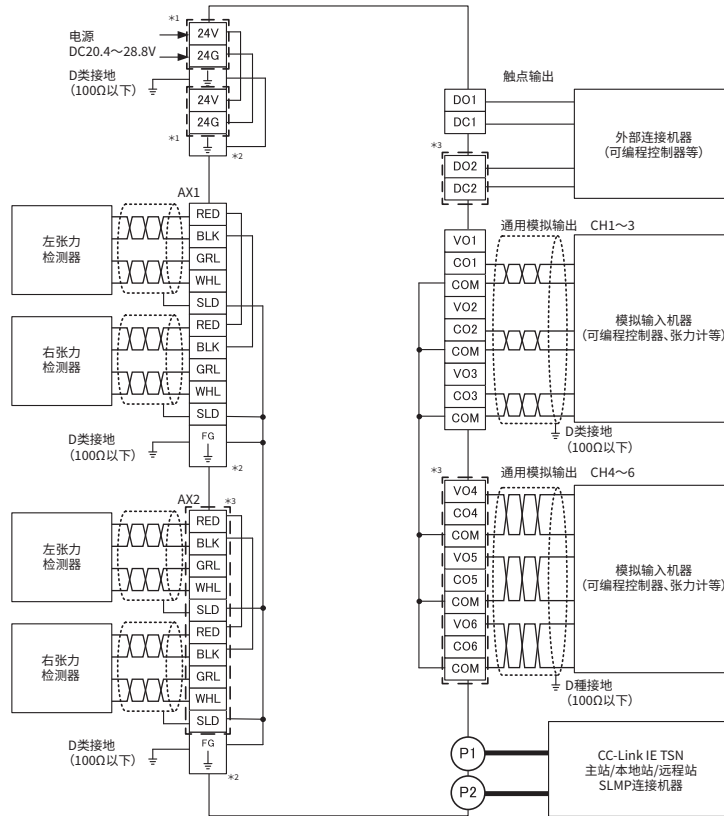 *1
电源
DC20.4～28.8V
24V
24G
D类接地
(100Ω以下)
24V
24G
*1
*2
AX1
左张力
检测器
RED
BLK
GRL
WHL
SLD
右张力
检测器
RED
BLK
GRL
WHL
SLD
D类接地
(100Ω以下)
FG
*2
AX2
*3
左张力
检测器
RED
BLK
GRL
WHL
SLD
右张力
检测器
RED
BLK
GRL
WHL
SLD
D类接地
(100Ω以下)
FG
*2
触点输出
DO1
DC1
*3
DO2
DC2
外部连接机器
(可编程控制器等)
通用模拟输出 CH1～3
VO1
CO1
COM
VO2
CO2
COM
VO3
CO3
COM
模拟输入机器
(可编程控制器、张力计等)
D类接地
(100Ω以下)
*3
通用模拟输出 CH4～6
VO4
CO4
COM
VO5
CO5
COM
VO6
CO6
COM
模拟输入机器
(可编程控制器、张力计等)
D種接地
(100Ω以下)
P1
P2
CC-Link IE TSN
主站/本地站/远程站
SLMP连接机器